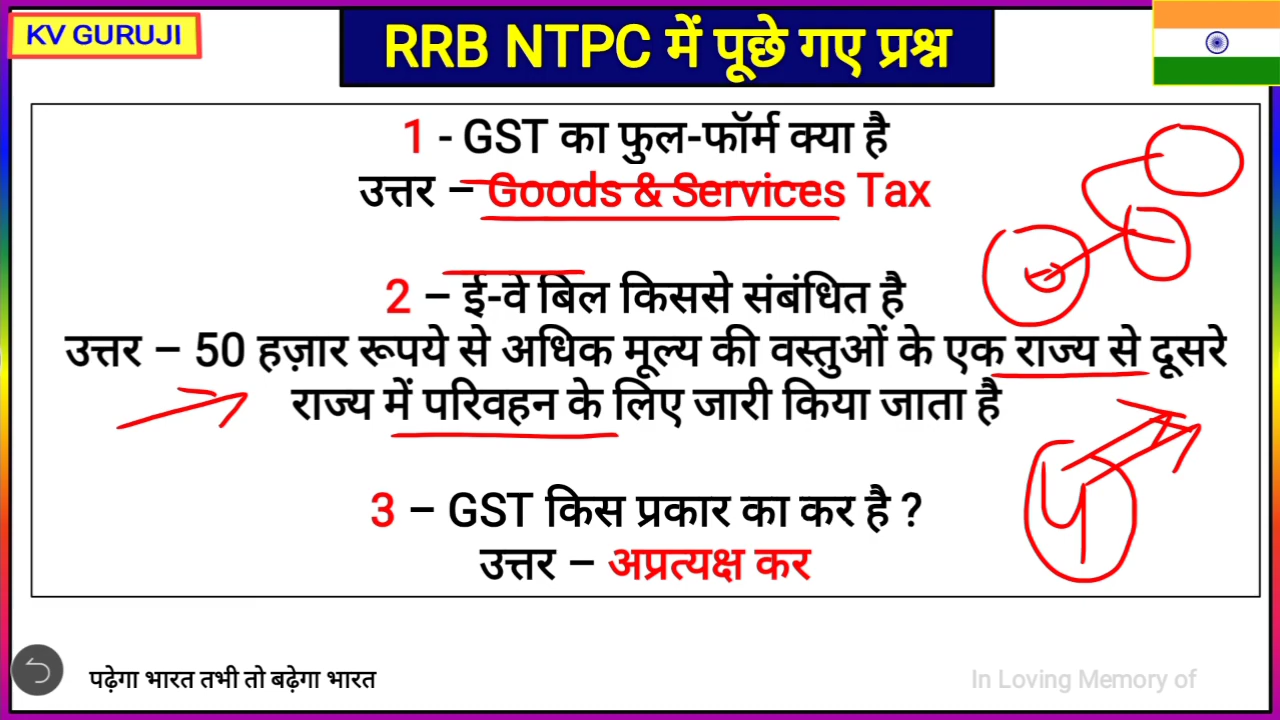 KV GURUJI
RRB NTPC में पूछे गए प्रश्न
1 - GST का फुल-फॉर्म क्या है
उत्तर – Goods & Services Tax
2 – ई-वे बिल किससे संबंधित है
उत्तर – 50 हज़ार रूपये से अधिक मूल्य की वस्तुओं के एक राज्य से दूसरे
राज्य में परिवहन के लिए जारी किया जाता है
3 – GST किस प्रकार का कर है ?
उत्तर – अप्रत्यक्ष कर
पढ़ेगा भारत तभी तो बढ़ेगा भारत
In Loving Memory of